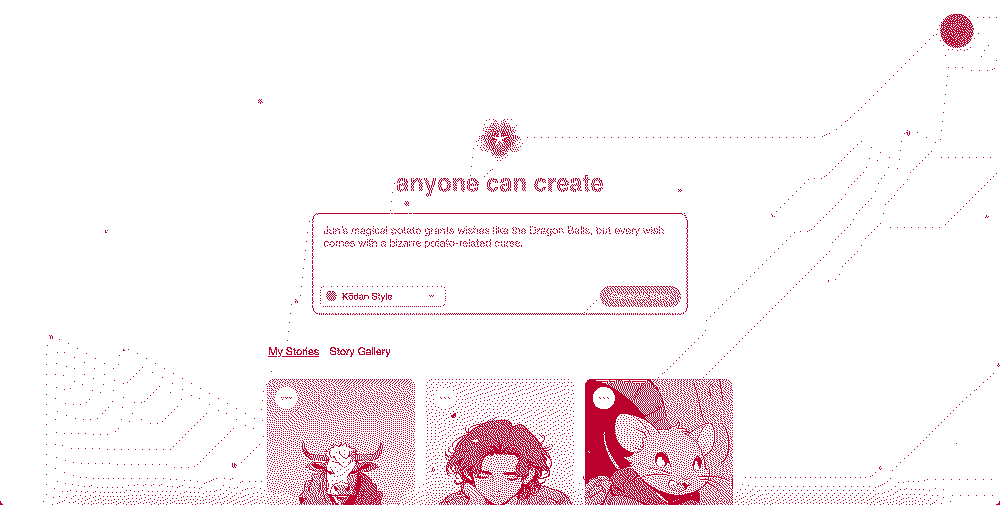 anyone can create
Jun's magical potato grants wishes like the Dragon Balls, but every wish
comes with a bizarre potato-related curse.
Kōdan Style
My Stories
Story Gallery